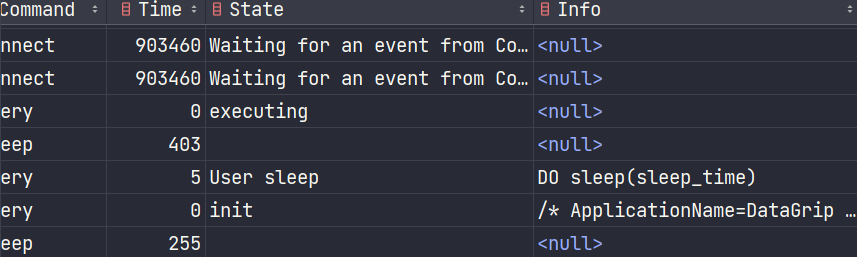 Command Time State Info
nnect 903460 Waiting for an event from Co… <null>
nnect 903460 Waiting for an event from Co… <null>
ery 0 executing <null>
eep 403 <null>
ery 5 User sleep DO sleep(sleep_time)
ery 0 init /* ApplicationName=DataGrip …
eep 255 <null>